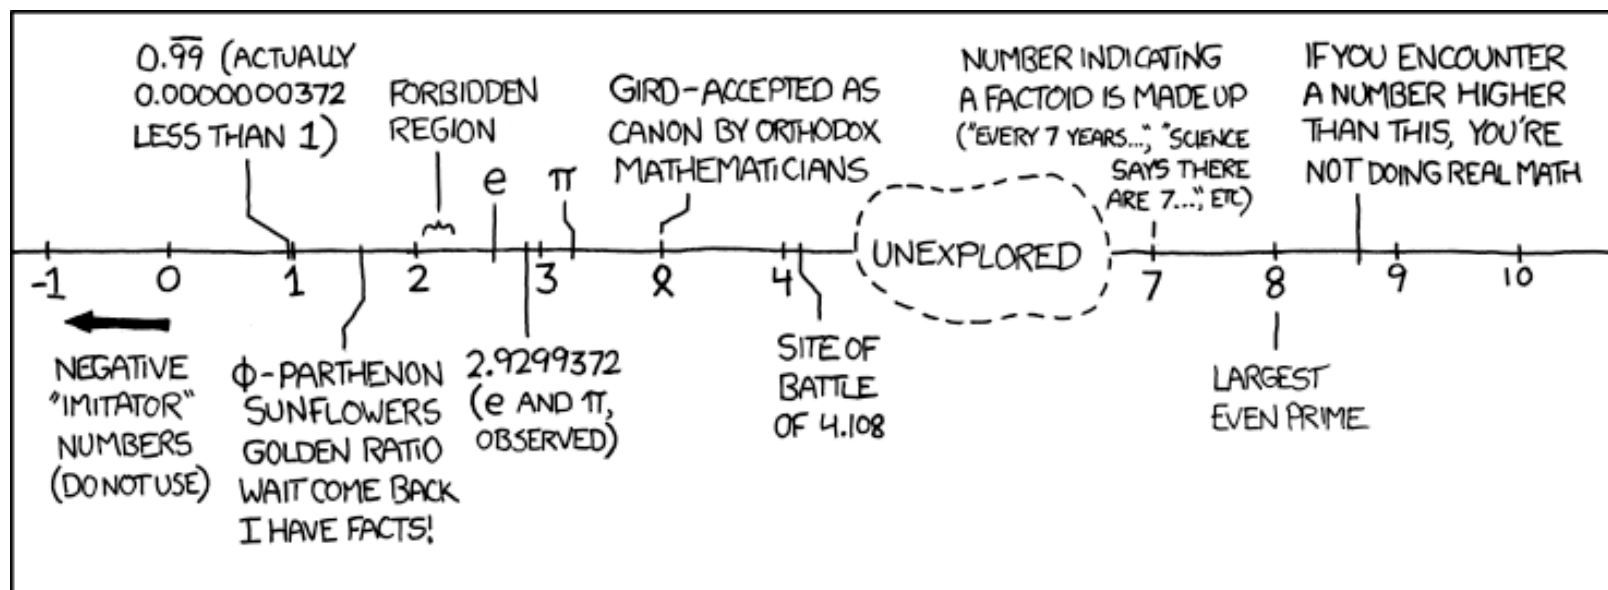 0.9̅9̅ (ACTUALLY
0.0000000372
LESS THAN 1)
FORBIDDEN
REGION
e
π
GIRD-ACCEPTED AS
CANON BY ORTHODOX
MATHEMATICIANS
NUMBER INDICATING
A FACTOID IS MADE UP
("EVERY 7 YEARS...", "SCIENCE
SAYS THERE
ARE 7...", ETC)
IF YOU ENCOUNTER
A NUMBER HIGHER
THAN THIS, YOU'RE
NOT DOING REAL MATH
UNEXPLORED
-1 0 1 2 3 4 7 8 9 10
NEGATIVE
"IMITATOR"
NUMBERS
(DO NOT USE)
ϕ-PARTHENON
SUNFLOWERS
GOLDEN RATIO
WAIT COME BACK
I HAVE FACTS!
2.9299372
(e AND π,
OBSERVED)
SITE OF
BATTLE
OF 4.108
LARGEST
EVEN PRIME